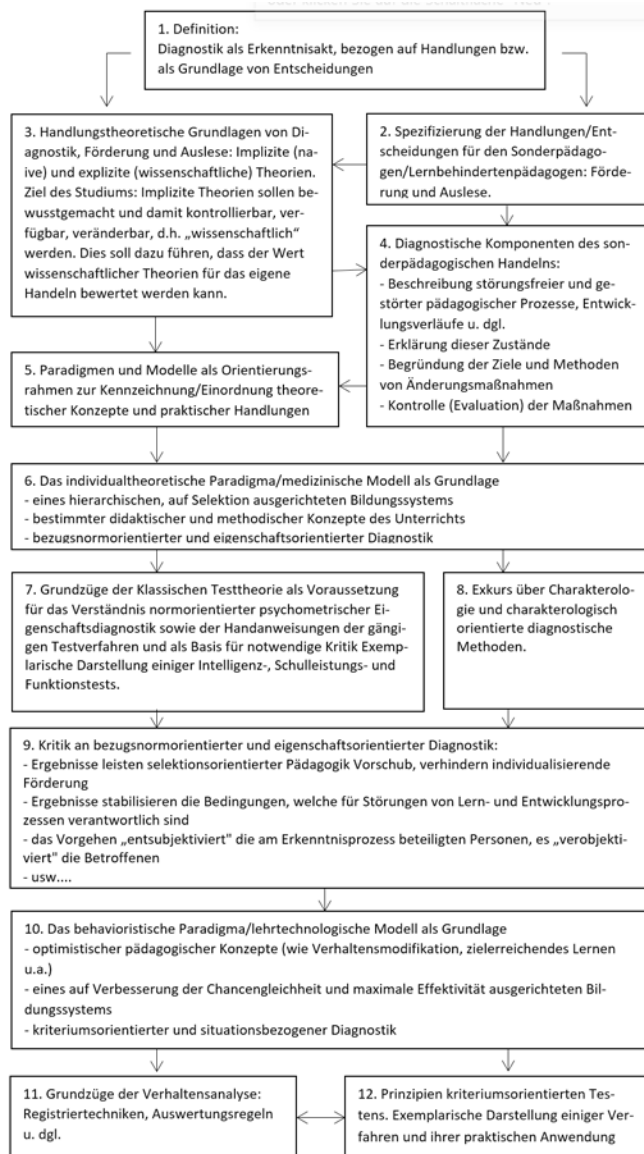 1. Definition:
Diagnostik als Erkenntnisakt, bezogen auf Handlungen bzw.
als Grundlage von Entscheidungen
3. Handlungstheoretische Grundlagen von Di-
agnostik, Förderung und Auslese: Implizite (na-
ive) und explizite (wissenschaftliche) Theorien.
Ziel des Studiums: Implizite Theorien sollen be-
wusstgemacht und damit kontrollierbar, ver-
fügbar, veränderbar, d.h. „wissenschaftlich“
werden. Dies soll dazu führen, dass der Wert
wissenschaftlicher Theorien für das eigene
Handeln bewertet werden kann.
2. Spezifizierung der Handlungen/Ent-
scheidungen für den Sonderpädago-
gen/Lernbehindertenpädagogen: Förde-
rung und Auslese.
4. Diagnostische Komponenten des son-
derpädagogischen Handelns:
- Beschreibung störungsfreier und ge-
störter pädagogischer Prozesse, Entwick-
lungsverläufe u. dgl.
- Erklärung dieser Zustände
- Begründung der Ziele und Methoden
von Änderungsmaßnahmen
- Kontrolle (Evaluation) der Maßnahmen
5. Paradigmen und Modelle als Orientierungs-
rahmen zur Kennzeichnung/Einordnung theore-
tischer Konzepte und praktischer Handlungen
6. Das individualtheoretische Paradigma/medizinische Modell als Grundlage
- eines hierarchischen, auf Selektion ausgerichteten Bildungssystems
- bestimmter didaktischer und methodischer Konzepte des Unterrichts
- bezugsnormorientierter und eigenschaftsorientierter Diagnostik
7. Grundzüge der Klassischen Testtheorie als Voraussetzung
für das Verständnis normorientierter psychometrischer Ei-
genschaftsdiagnostik sowie der Handanweisungen der gängi-
gen Testverfahren und als Basis für notwendige Kritik Exemp-
larische Darstellung einiger Intelligenz-, Schulleistungs- und
Funktionstests.
8. Exkurs über Charakterolo-
gie und charakterologisch
orientierte diagnostische
Methoden.
9. Kritik an bezugsnormorientierter und eigenschaftsorientierter Diagnostik:
- Ergebnisse leisten selektionsorientierter Pädagogik Vorschub, verhindern individualisierende
Förderung
- Ergebnisse stabilisieren die Bedingungen, welche für Störungen von Lern- und Entwicklungspro-
zessen verantwortlich sind
- das Vorgehen „entsubjektiviert" die am Erkenntnisprozess beteiligten Personen, es „verobjekti-
viert" die Betroffenen
- usw....
10. Das behavioristische Paradigma/lehrtechnologische Modell als Grundlage
- optimistischer pädagogischer Konzepte (wie Verhaltensmodifikation, zielerreichendes Lernen
u.a.)
- eines auf Verbesserung der Chancengleichheit und maximale Effektivität ausgerichteten Bil-
dungssystems
- kriteriumsorientierter und situationsbezogener Diagnostik
11. Grundzüge der Verhaltensanalyse:
Registriertechniken, Auswertungsregeln
u. dgl.
12. Prinzipien kriteriumsorientierten Tes-
tens. Exemplarische Darstellung einiger Ver-
fahren und ihrer praktischen Anwendung